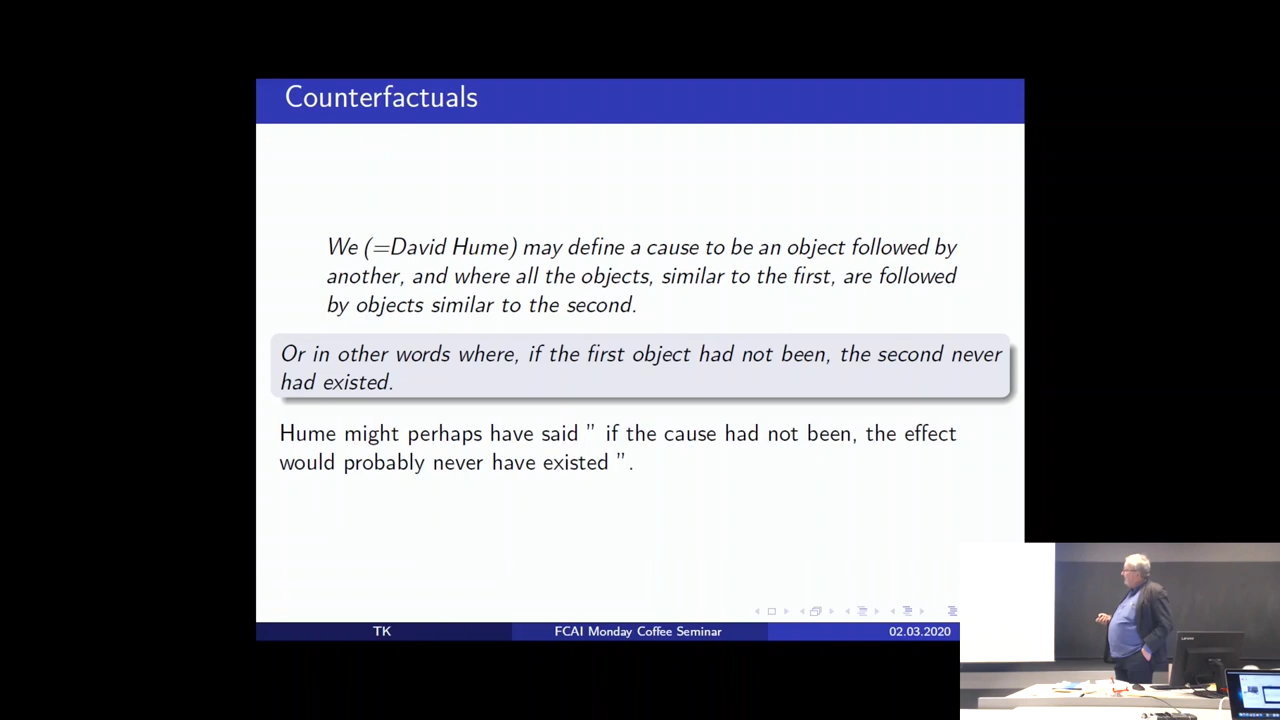 Counterfactuals
We (=David Hume) may define a cause to be an object followed by
another, and where all the objects, similar to the first, are followed
by objects similar to the second.
Or in other words where, if the first object had not been, the second never
had existed.
Hume might perhaps have said ” if the cause had not been, the effect
would probably never have existed ”.
TK FCAI Monday Coffee Seminar 02.03.2020
Lenovo